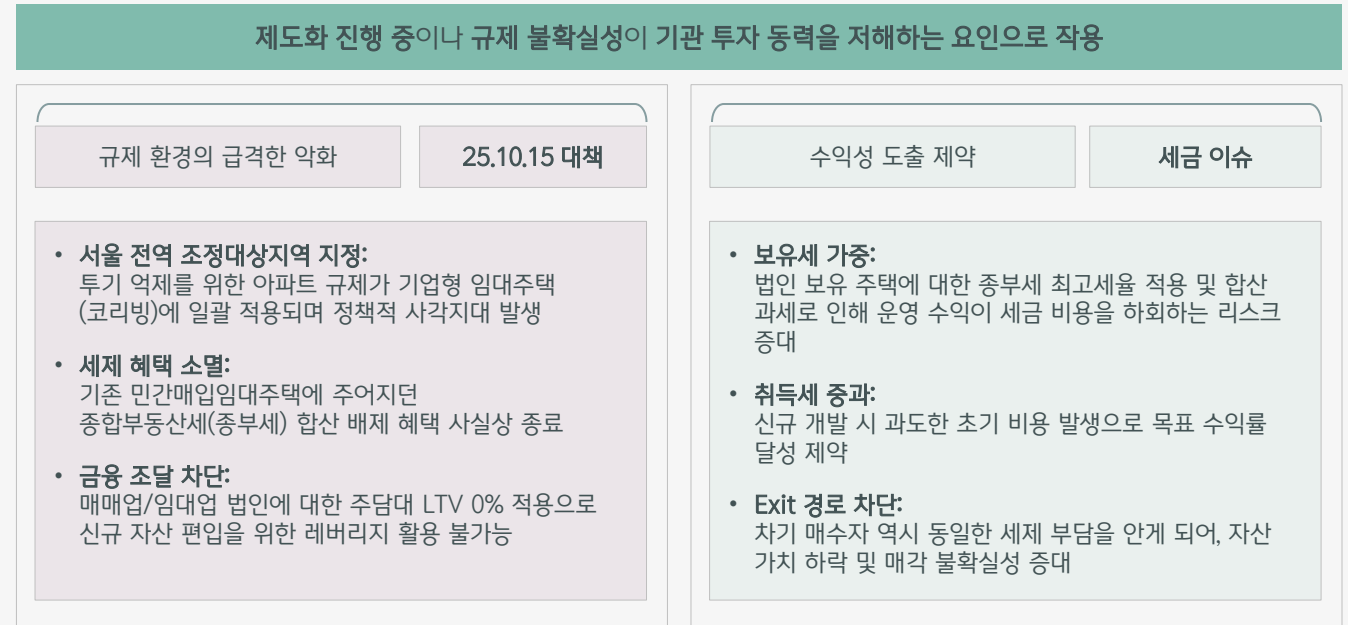 제도화 진행 중이나 규제 불확실성이 기관 투자 동력을 저해하는 요인으로 작용
규제 환경의 급격한 악화
25.10.15 대책
• 서울 전역 조정대상지역 지정:
투기 억제를 위한 아파트 규제가 기업형 임대주택
(코리빙)에 일괄 적용되며 정책적 사각지대 발생
• 세제 혜택 소멸:
기존 민간매입임대주택에 주어지던
종합부동산세(종부세) 합산 배제 혜택 사실상 종료
• 금융 조달 차단:
매매업/임대업 법인에 대한 주담대 LTV 0% 적용으로
신규 자산 편입을 위한 레버리지 활용 불가능
수익성 도출 제약
세금 이슈
• 보유세 가중:
법인 보유 주택에 대한 종부세 최고세율 적용 및 합산
과세로 인해 운영 수익이 세금 비용을 하회하는 리스크
증대
• 취득세 중과:
신규 개발 시 과도한 초기 비용 발생으로 목표 수익률
달성 제약
• Exit 경로 차단:
차기 매수자 역시 동일한 세제 부담을 안게 되어, 자산
가치 하락 및 매각 불확실성 증대